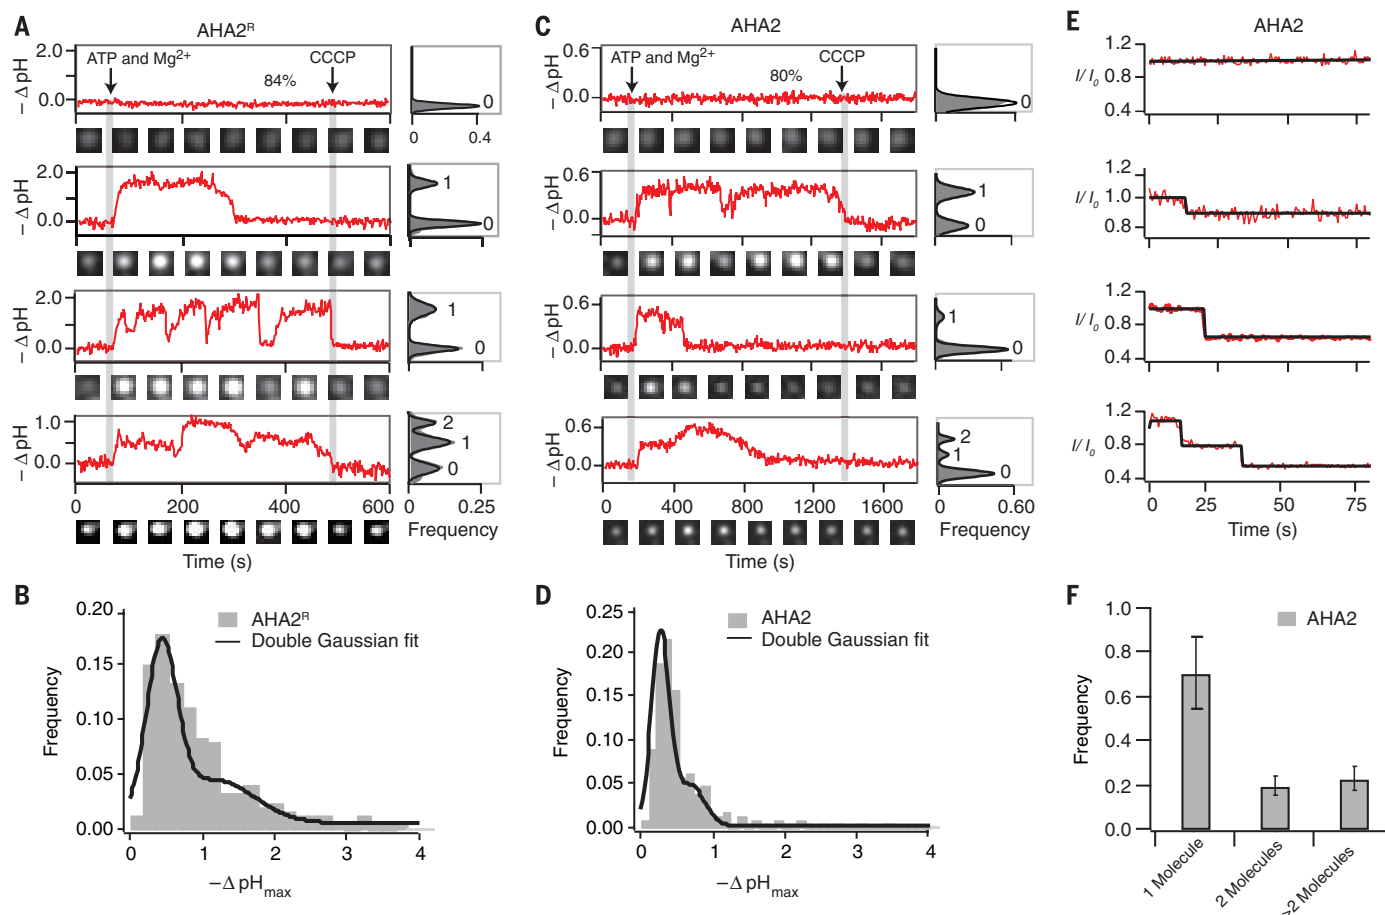 A
AHA2ᴿ
ATP and Mg²⁺
CCCP
84%
2.0
0.0
− Δ pH
0
0 0.4
2.0
0.0
− Δ pH
1
0
2.0
0.0
− Δ pH
1
0
1.0
0.0
− Δ pH
2
1
0
0 200 400 600
0 0.25
Frequency
Time (s)
C
AHA2
ATP and Mg²⁺
CCCP
80%
0.6
0.0
− Δ pH
0
0.6
0.0
− Δ pH
1
0
0.6
0.0
− Δ pH
1
0
0.6
0.0
− Δ pH
2
1
0
0 400 800 1200 1600
0 0.60
Frequency
Time (s)
E
AHA2
1.2
1.0
0.4
I/ I₀
1.2
1.0
0.8
I/ I₀
1.2
1.0
0.4
I/ I₀
1.2
0.8
0.4
I/ I₀
0 25 50 75
Time (s)
B
0.20
0.15
0.10
0.05
0.00
Frequency
AHA2ᴿ
Double Gaussian fit
0 1 2 3 4
−Δ pHmax
D
0.25
0.20
0.15
0.10
0.05
0.00
Frequency
AHA2
Double Gaussian fit
0 1 2 3 4
−Δ pHmax
F
1.0
0.8
0.6
0.4
0.2
0.0
Frequency
AHA2
1 Molecule
2 Molecules
>2 Molecules